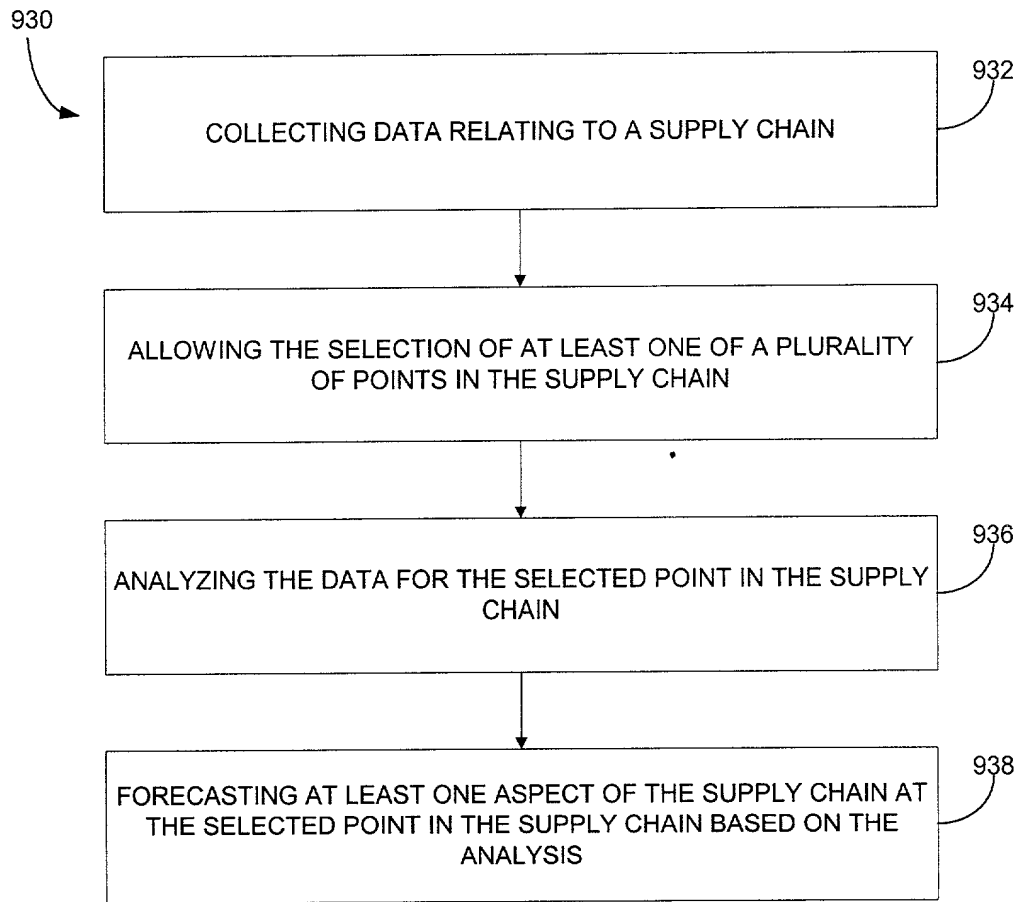 930
932
COLLECTING DATA RELATING TO A SUPPLY CHAIN
934
ALLOWING THE SELECTION OF AT LEAST ONE OF A PLURALITY
OF POINTS IN THE SUPPLY CHAIN
936
ANALYZING THE DATA FOR THE SELECTED POINT IN THE SUPPLY
CHAIN
938
FORECASTING AT LEAST ONE ASPECT OF THE SUPPLY CHAIN AT
THE SELECTED POINT IN THE SUPPLY CHAIN BASED ON THE
ANALYSIS